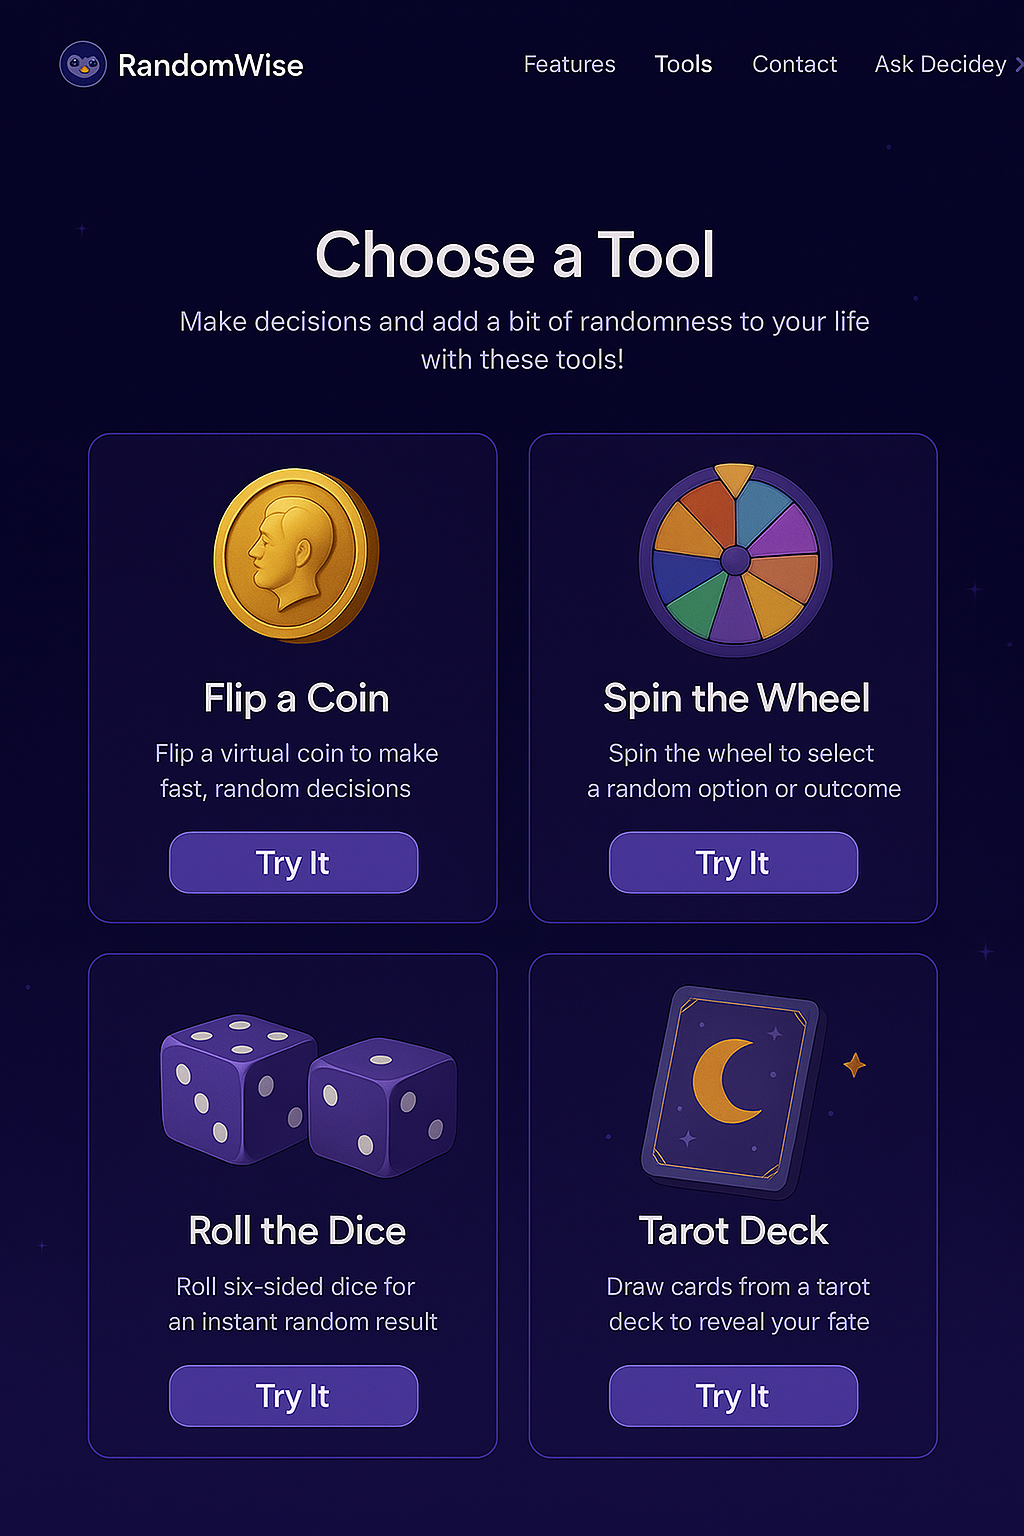 RandomWise
Features
Tools
Contact
Ask Decidey
Choose a Tool
Make decisions and add a bit of randomness to your life
with these tools!
Flip a Coin
Flip a virtual coin to make
fast, random decisions
Try It
Spin the Wheel
Spin the wheel to select
a random option or outcome
Try It
Roll the Dice
Roll six-sided dice for
an instant random result
Try It
Tarot Deck
Draw cards from a tarot
deck to reveal your fate
Try It